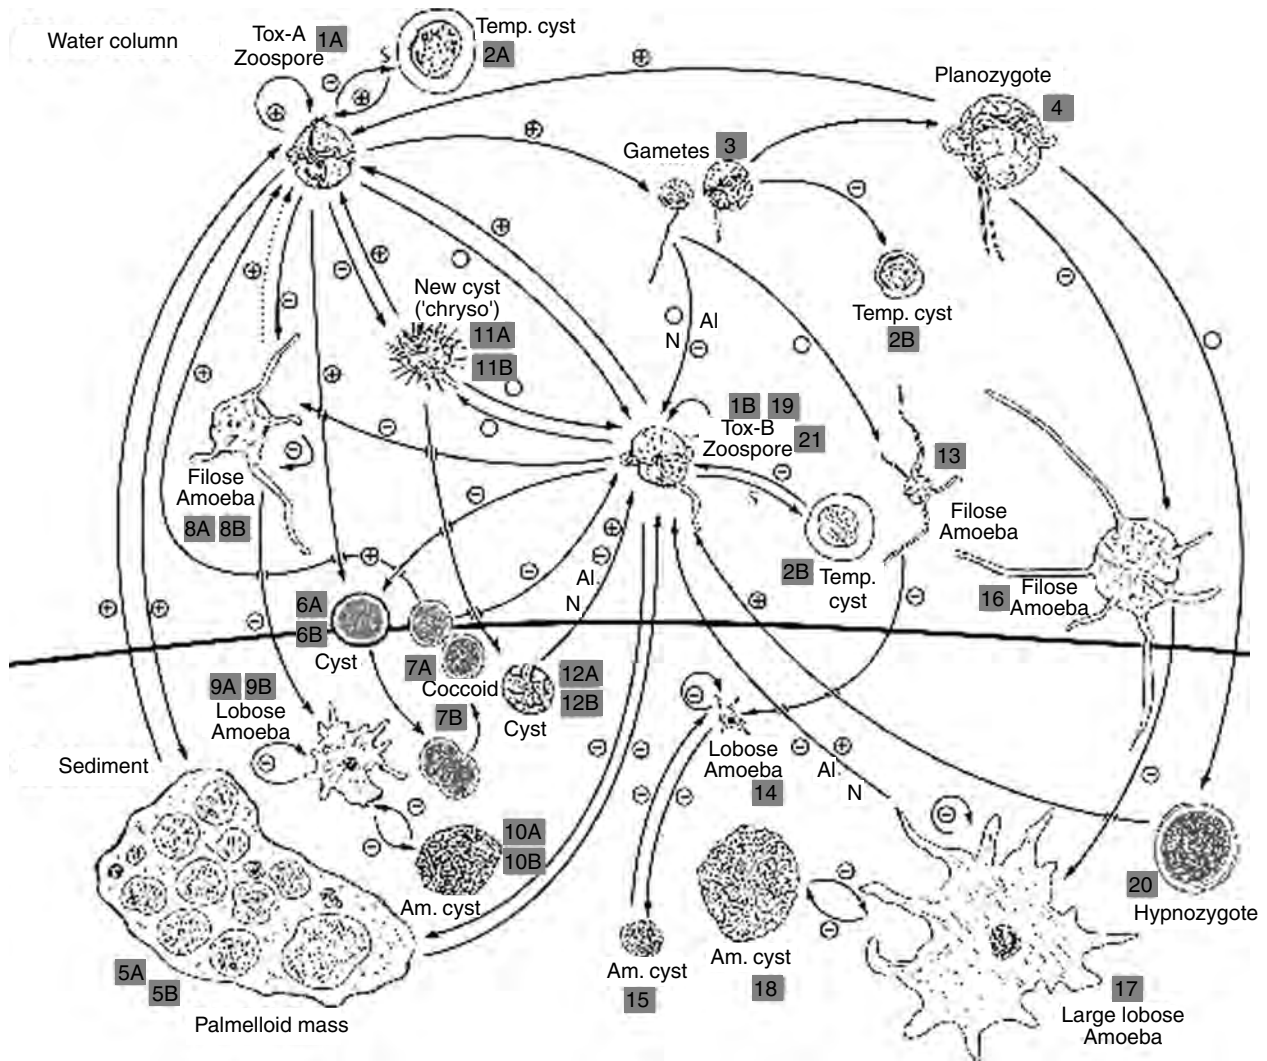 Water column
Tox-A 1A
Zoospore
Temp. cyst
2A
S
Planozygote
4
Gametes 3
New cyst
('chryso')
11A
11B
Temp. cyst
2B
Al
N
1B 19
Tox-B
Zoospore 21
13
Filose
Amoeba
Filose
Amoeba
8A 8B
S
2B Temp.
cyst
16 Filose
Amoeba
Al
N
6A
6B
Cyst
7A
Coccoid
7B
12A
12B
Cyst
9A 9B
Lobose
Amoeba
Sediment
Lobose
Amoeba
14
Al
N
10A
10B
Am. cyst
20
Hypnozygote
5A
5B
Palmelloid mass
Am. cyst
15
Am. cyst
18
17
Large lobose
Amoeba